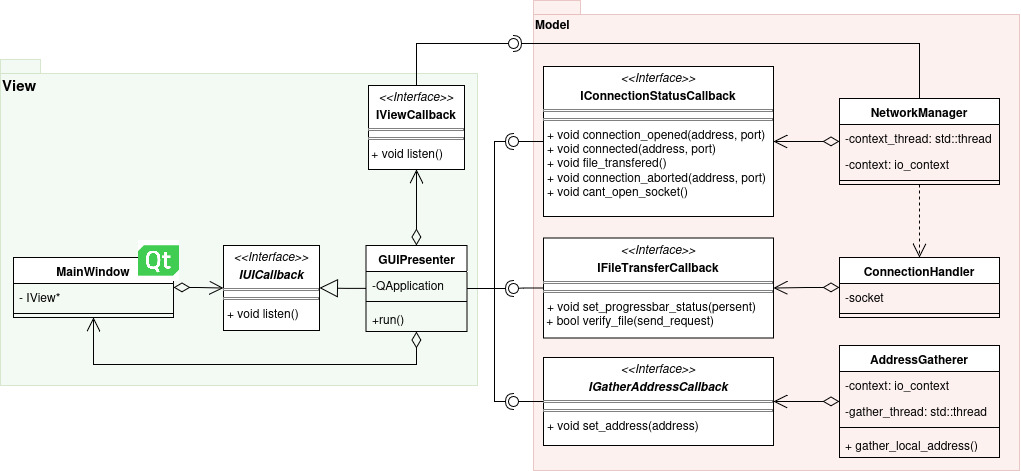 Model
View
<<Interface>>
IViewCallback
+ void listen()
<<Interface>>
IConnectionStatusCallback
+ void connection_opened(address, port)
+ void connected(address, port)
+ void file_transfered()
+ void connection_aborted(address, port)
+ void cant_open_socket()
NetworkManager
-context_thread: std::thread
-context: io_context
Qt
MainWindow
- IView*
<<Interface>>
IUICallback
+ void listen()
GUIPresenter
-QApplication
+run()
<<Interface>>
IFileTransferCallback
+ void set_progressbar_status(persent)
+ bool verify_file(send_request)
ConnectionHandler
-socket
<<Interface>>
IGatherAddressCallback
+ void set_address(address)
AddressGatherer
-context: io_context
-gather_thread: std::thread
+ gather_local_address()